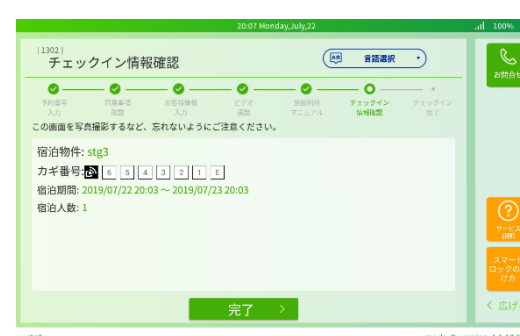 20:07 Monday,July,22
100%
[1302]
チェックイン情報確認
言語選択
お問合せ
予約番号
入力
同意事項
確認
お客様情報
入力
ビデオ
通話
施設利用
マニュアル
チェックイン
情報確認
チェックイン
完了
この画面を写真撮影するなど、忘れないようにご注意ください。
宿泊物件: stg3
カギ番号: 6 5 4 3 2 1 E
宿泊期間: 2019/07/22 20:03 ～ 2019/07/23 20:03
宿泊人数: 1
サービス
説明
スマート
ロックの
け方
完了 >
< 広げ